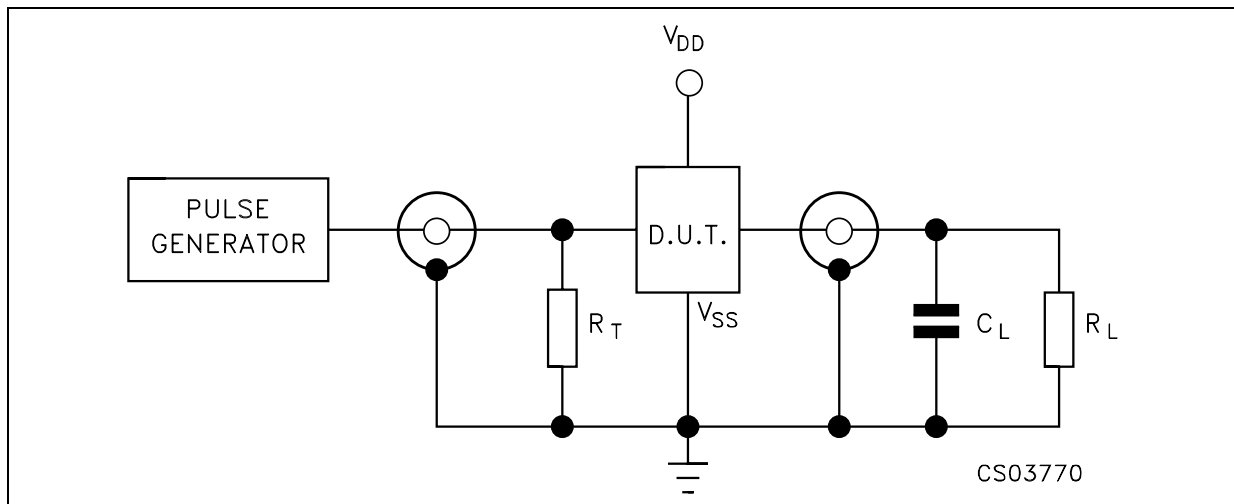 VDD
PULSE
GENERATOR
D.U.T.
VSS
RT
CL
RL
CS03770